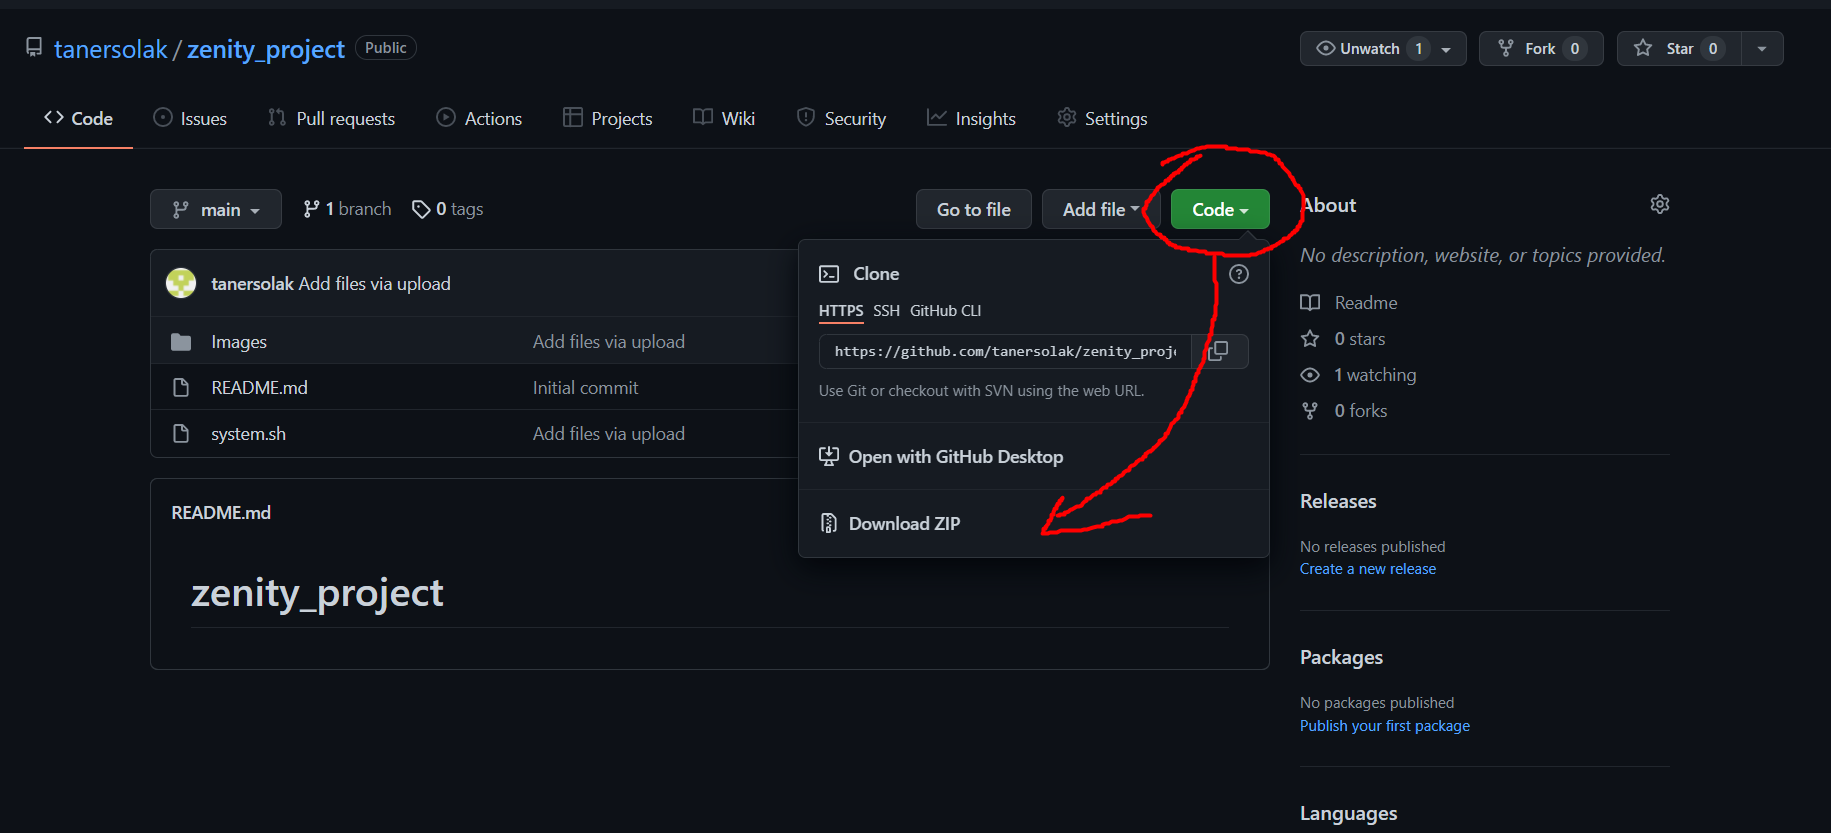 tanersolak / zenity_project Public
Unwatch 1 Fork 0 Star 0
Code Issues Pull requests Actions Projects Wiki Security Insights Settings
main 1 branch 0 tags Go to file Add file Code
tanersolak Add files via upload
Images Add files via upload
README.md Initial commit
system.sh Add files via upload
Clone
HTTPS SSH GitHub CLI
https://github.com/tanersolak/zenity_proj
Use Git or checkout with SVN using the web URL.
Open with GitHub Desktop
Download ZIP
README.md
zenity_project
About
No description, website, or topics provided.
Readme
0 stars
1 watching
0 forks
Releases
No releases published
Create a new release
Packages
No packages published
Publish your first package
Languages